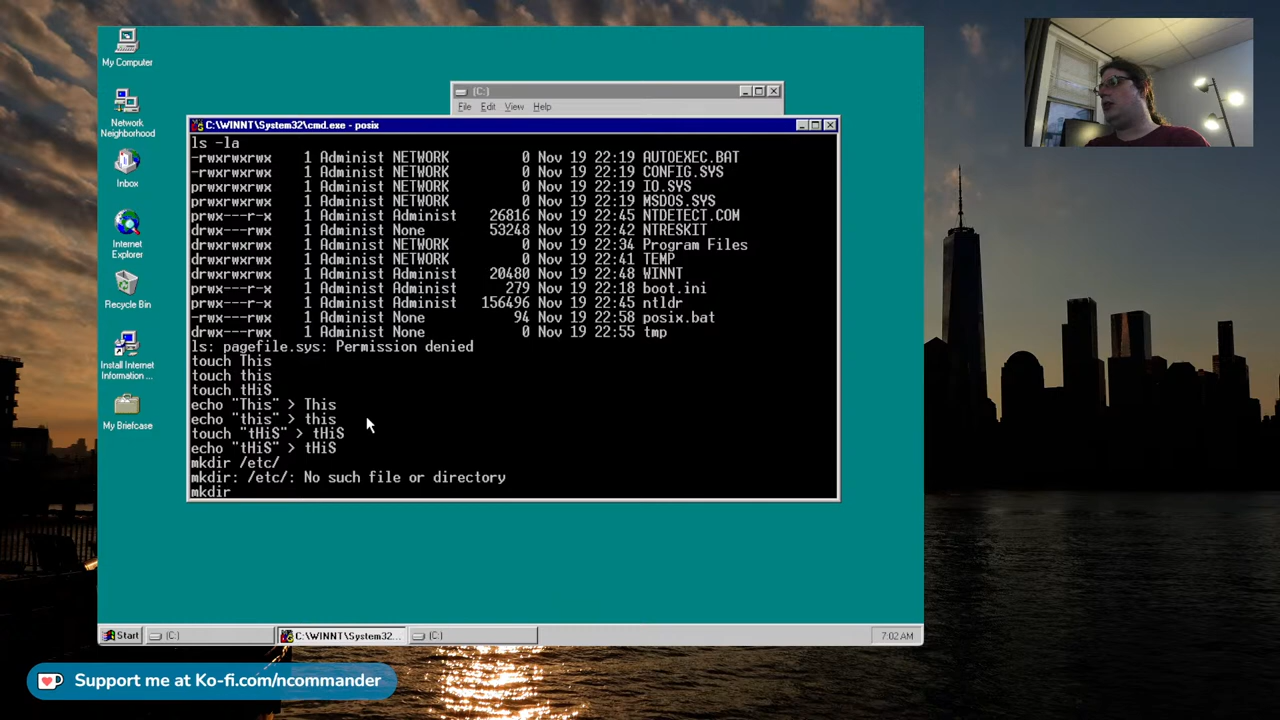 My Computer
Network
Neighborhood
Inbox
Internet
Explorer
Recycle Bin
Install Internet
Information ...
My Briefcase
(C:)
File Edit View Help
C:\WINNT\System32\cmd.exe - posix
ls -la
-rwxrwxrwx 1 Administ NETWORK 0 Nov 19 22:19 AUTOEXEC.BAT
-rwxrwxrwx 1 Administ NETWORK 0 Nov 19 22:19 CONFIG.SYS
prwxrwxrwx 1 Administ NETWORK 0 Nov 19 22:19 IO.SYS
prwxrwxrwx 1 Administ NETWORK 0 Nov 19 22:19 MSDOS.SYS
prwx---r-x 1 Administ Administ 26816 Nov 19 22:45 NTDETECT.COM
drwx---rwx 1 Administ None 53248 Nov 19 22:42 NTRESKIT
drwxrwxrwx 1 Administ NETWORK 0 Nov 19 22:34 Program Files
drwxrwxrwx 1 Administ NETWORK 0 Nov 19 22:41 TEMP
drwxrwxrwx 1 Administ Administ 20480 Nov 19 22:48 WINNT
prwx---r-x 1 Administ Administ 279 Nov 19 22:18 boot.ini
prwx---r-x 1 Administ Administ 156496 Nov 19 22:45 ntldr
-rwx---rwx 1 Administ None 94 Nov 19 22:58 posix.bat
drwx---rwx 1 Administ None 0 Nov 19 22:55 tmp
ls: pagefile.sys: Permission denied
touch This
touch this
touch tHiS
echo "This" > This
echo "this" > this
touch "tHiS" > tHiS
echo "tHiS" > tHiS
mkdir /etc/
mkdir: /etc/: No such file or directory
mkdir
Start
(C:)
C:\WINNT\System32...
(C:)
7:02 AM
Support me at Ko-fi.com/ncommander